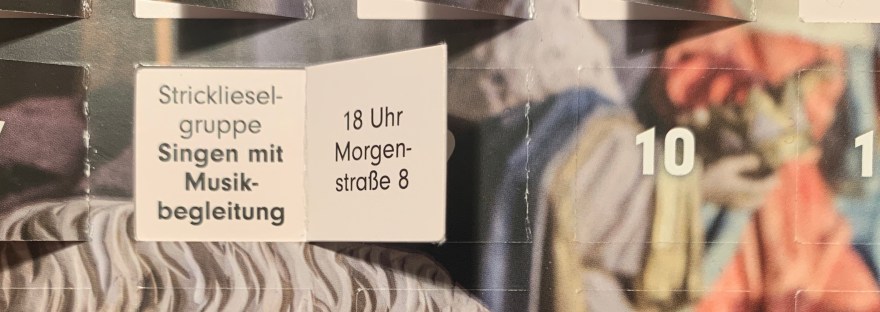 Strickliesel-
gruppe
Singen mit
Musik-
begleitung
18 Uhr
Morgen-
straße 8
10